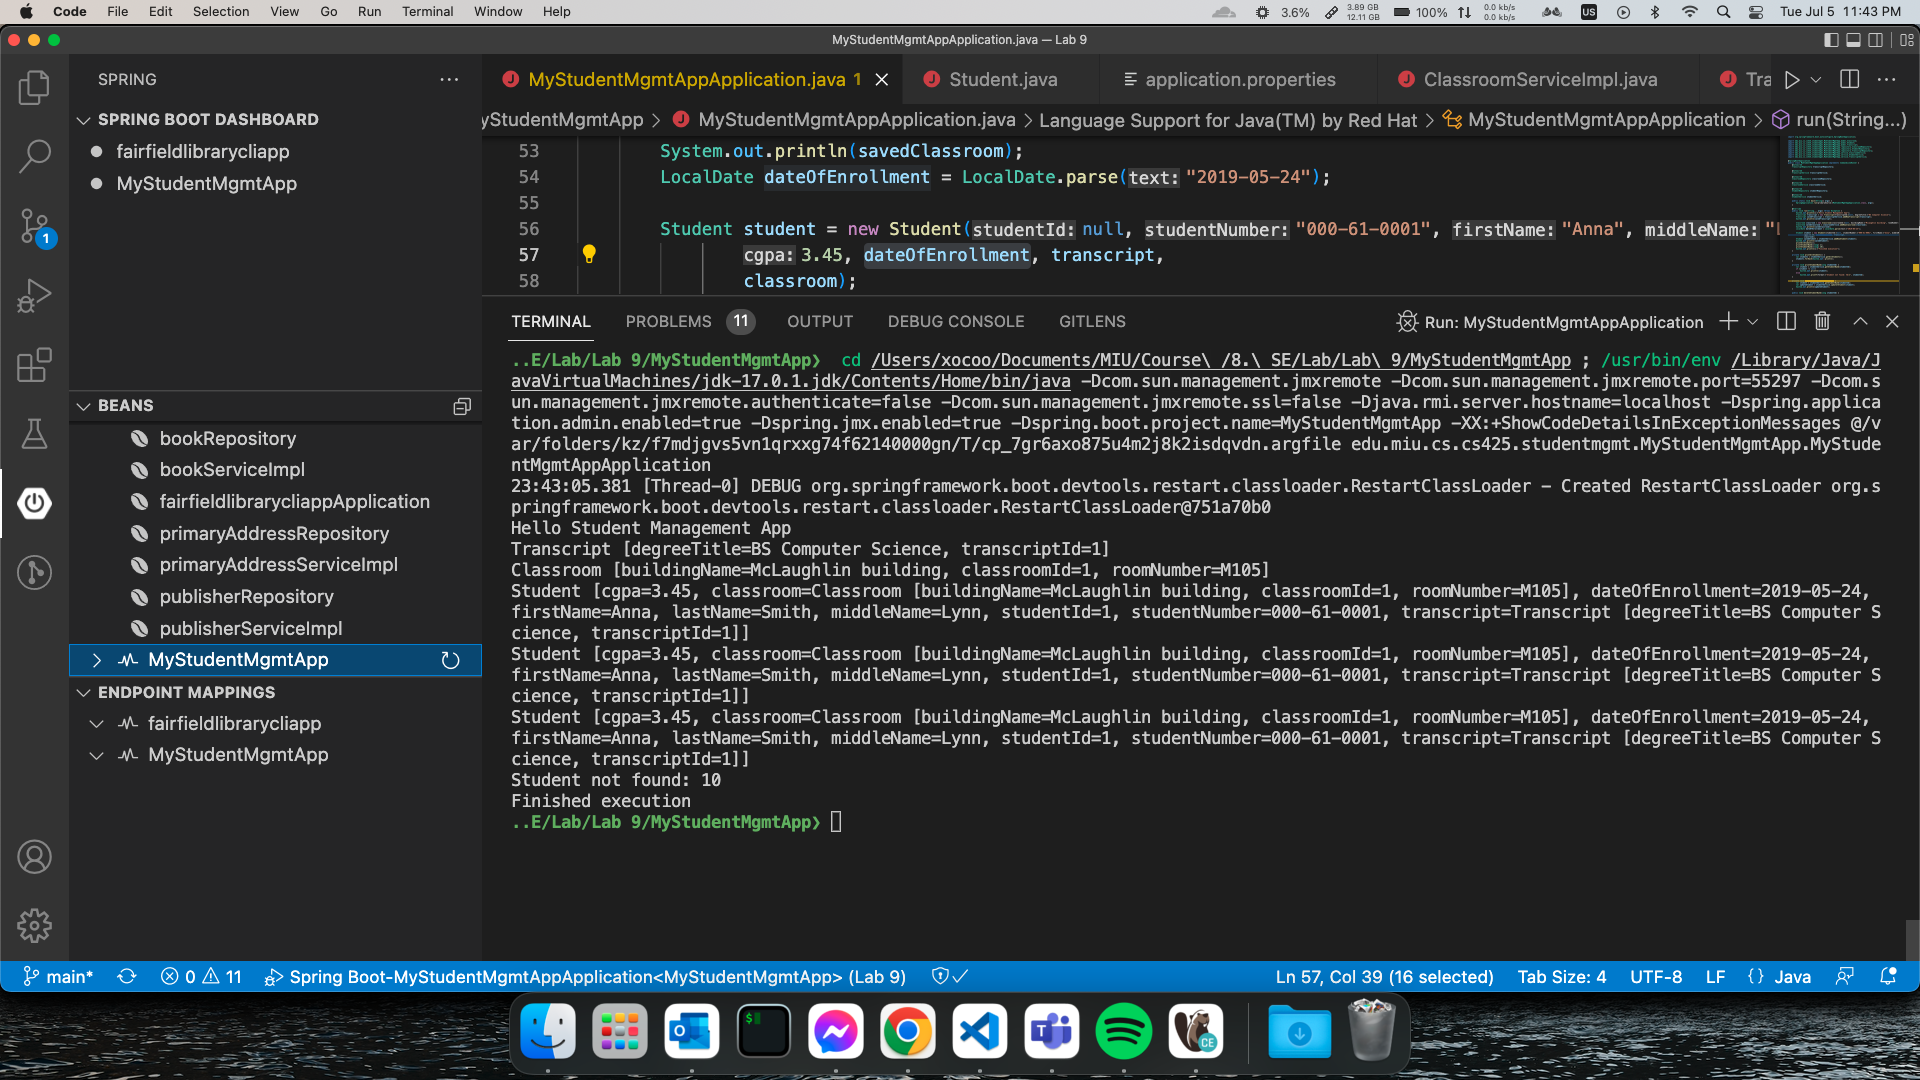 Code File Edit Selection View Go Run Terminal Window Help 3.6% 3.89 GB 12.11 GB 100% 0.0 kb/s 0.0 kb/s US Tue Jul 5 11:43 PM
MyStudentMgmtAppApplication.java — Lab 9
SPRING
MyStudentMgmtAppApplication.java 1 Student.java application.properties ClassroomServiceImpl.java Tra
yStudentMgmtApp > MyStudentMgmtAppApplication.java > Language Support for Java(TM) by Red Hat > MyStudentMgmtAppApplication > run(String...)
SPRING BOOT DASHBOARD
fairfieldlibrarycliapp
MyStudentMgmtApp
BEANS
bookRepository
bookServiceImpl
fairfieldlibrarycliappApplication
primaryAddressRepository
primaryAddressServiceImpl
publisherRepository
publisherServiceImpl
MyStudentMgmtApp
ENDPOINT MAPPINGS
fairfieldlibrarycliapp
MyStudentMgmtApp
1
53 System.out.println(savedClassroom);
54 LocalDate dateOfEnrollment = LocalDate.parse(text: "2019-05-24");
55
56 Student student = new Student(studentId: null, studentNumber: "000-61-0001", firstName: "Anna", middleName:
57 cgpa: 3.45, dateOfEnrollment, transcript,
58 classroom);
TERMINAL PROBLEMS 11 OUTPUT DEBUG CONSOLE GITLENS Run: MyStudentMgmtAppApplication
..E/Lab/Lab 9/MyStudentMgmtApp❯ cd /Users/xocoo/Documents/MIU/Course\ /8.\ SE/Lab/Lab\ 9/MyStudentMgmtApp ; /usr/bin/env /Library/Java/J
avaVirtualMachines/jdk-17.0.1.jdk/Contents/Home/bin/java -Dcom.sun.management.jmxremote -Dcom.sun.management.jmxremote.port=55297 -Dcom.s
un.management.jmxremote.authenticate=false -Dcom.sun.management.jmxremote.ssl=false -Djava.rmi.server.hostname=localhost -Dspring.applica
tion.admin.enabled=true -Dspring.jmx.enabled=true -Dspring.boot.project.name=MyStudentMgmtApp -XX:+ShowCodeDetailsInExceptionMessages @/v
ar/folders/kz/f7mdjgvs5vn1qrxxg74f62140000gn/T/cp_7gr6axo875u4m2j8k2isdqvdn.argfile edu.miu.cs.cs425.studentmgmt.MyStudentMgmtApp.MyStude
ntMgmtAppApplication
23:43:05.381 [Thread-0] DEBUG org.springframework.boot.devtools.restart.classloader.RestartClassLoader - Created RestartClassLoader org.s
pringframework.boot.devtools.restart.classloader.RestartClassLoader@751a70b0
Hello Student Management App
Transcript [degreeTitle=BS Computer Science, transcriptId=1]
Classroom [buildingName=McLaughlin building, classroomId=1, roomNumber=M105]
Student [cgpa=3.45, classroom=Classroom [buildingName=McLaughlin building, classroomId=1, roomNumber=M105], dateOfEnrollment=2019-05-24,
firstName=Anna, lastName=Smith, middleName=Lynn, studentId=1, studentNumber=000-61-0001, transcript=Transcript [degreeTitle=BS Computer S
cience, transcriptId=1]]
Student [cgpa=3.45, classroom=Classroom [buildingName=McLaughlin building, classroomId=1, roomNumber=M105], dateOfEnrollment=2019-05-24,
firstName=Anna, lastName=Smith, middleName=Lynn, studentId=1, studentNumber=000-61-0001, transcript=Transcript [degreeTitle=BS Computer S
cience, transcriptId=1]]
Student [cgpa=3.45, classroom=Classroom [buildingName=McLaughlin building, classroomId=1, roomNumber=M105], dateOfEnrollment=2019-05-24,
firstName=Anna, lastName=Smith, middleName=Lynn, studentId=1, studentNumber=000-61-0001, transcript=Transcript [degreeTitle=BS Computer S
cience, transcriptId=1]]
Student not found: 10
Finished execution
..E/Lab/Lab 9/MyStudentMgmtApp❯
main* 0 11 Spring Boot-MyStudentMgmtAppApplication<MyStudentMgmtApp> (Lab 9) Ln 57, Col 39 (16 selected) Tab Size: 4 UTF-8 LF {} Java
CE